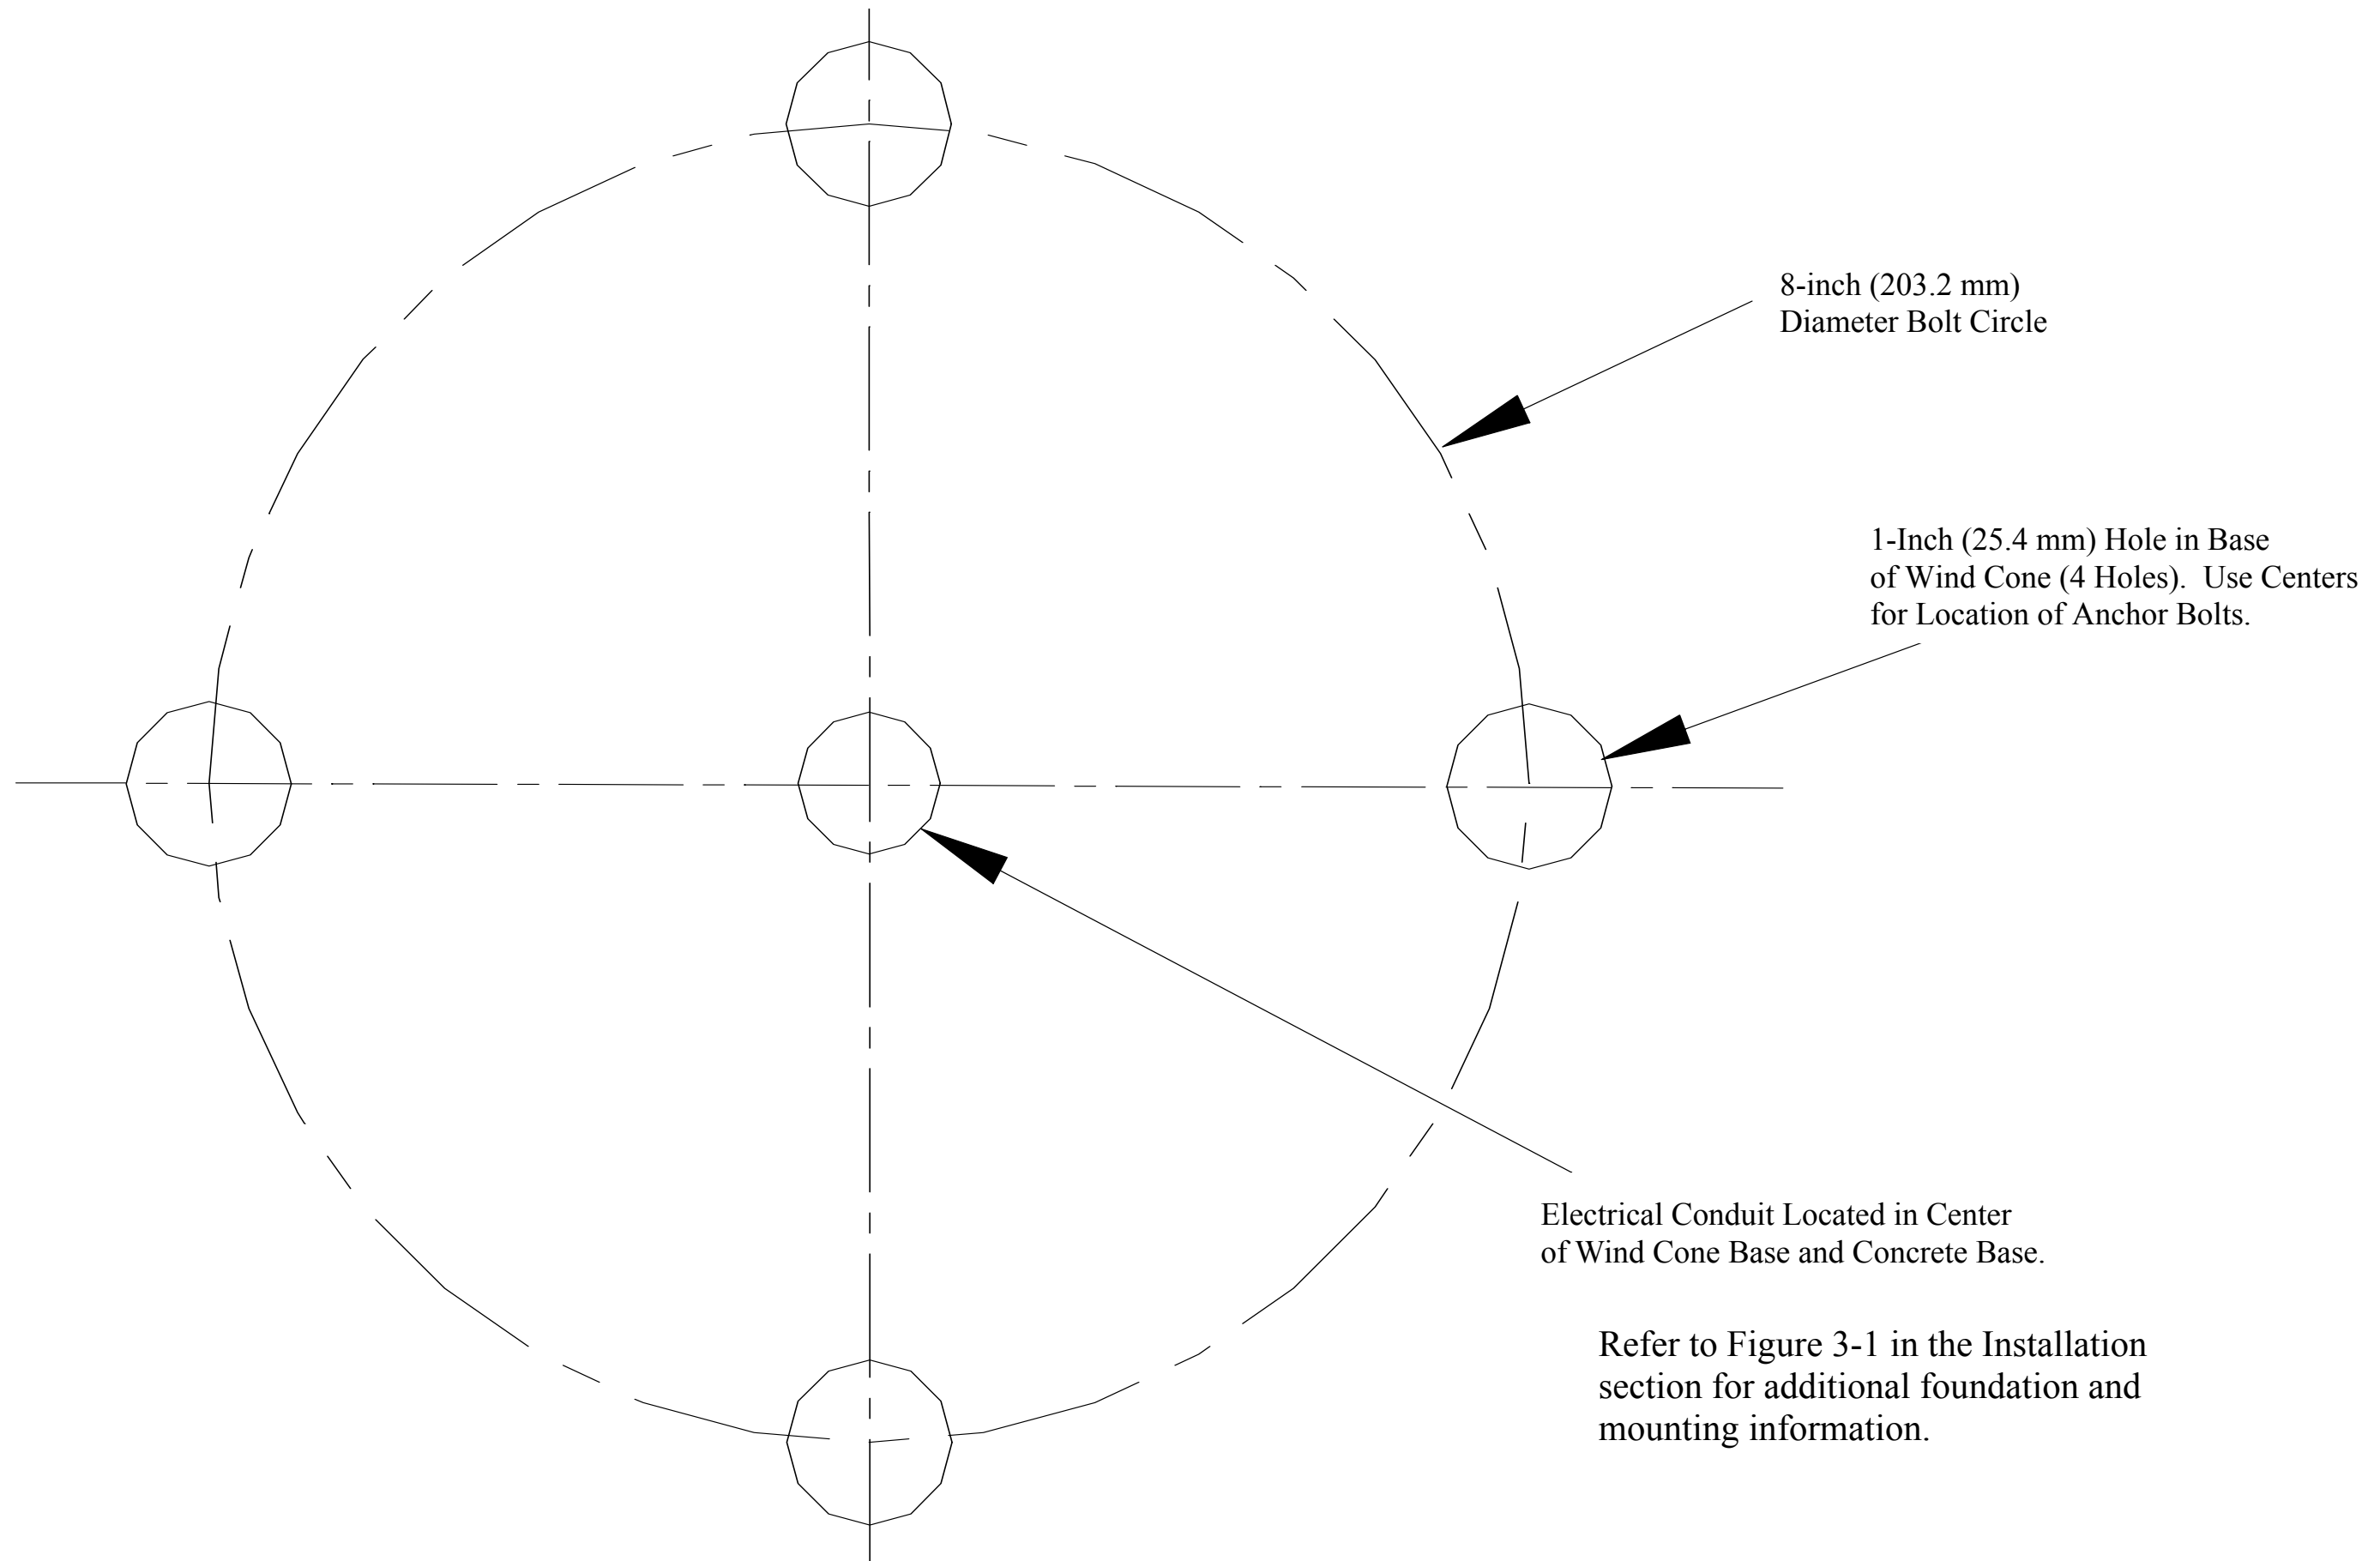 8-inch (203.2 mm)
Diameter Bolt Circle
1-Inch (25.4 mm) Hole in Base
of Wind Cone (4 Holes).  Use Centers
for Location of Anchor Bolts.
Electrical Conduit Located in Center
of Wind Cone Base and Concrete Base.
Refer to Figure 3-1 in the Installation
section for additional foundation and
mounting information.